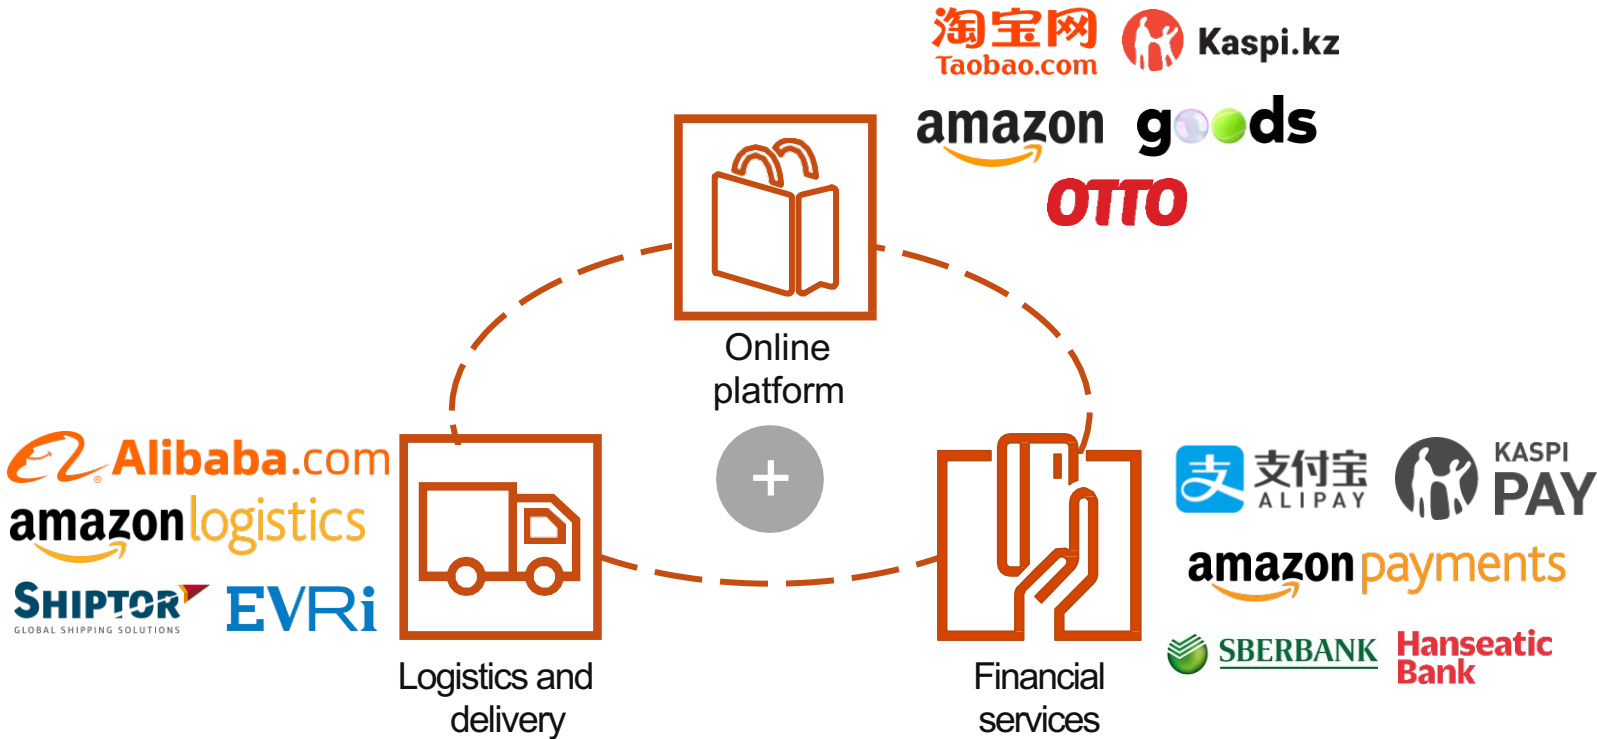 淘宝网
Taobao.com
Kaspi.kz
amazon
goods
OTTO
Online
platform
+
Alibaba.com
amazon logistics
SHIPTOR
GLOBAL SHIPPING SOLUTIONS
EVRi
Logistics and
delivery
支
支付宝
ALIPAY
KASPI
PAY
amazon payments
SBERBANK
Hanseatic
Bank
Financial
services